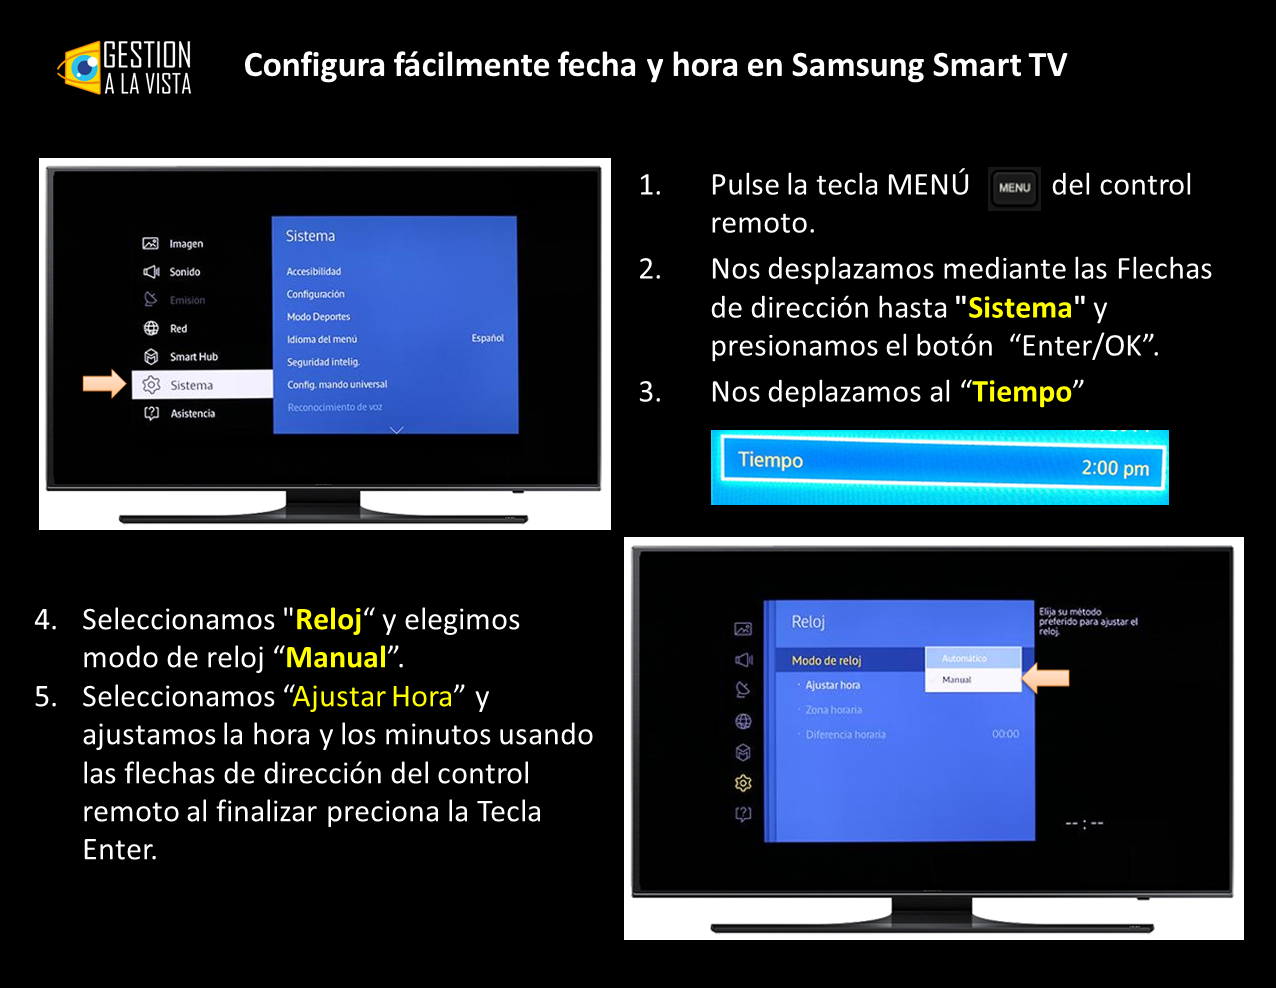 GESTION
A LA VISTA
Configura fácilmente fecha y hora en Samsung Smart TV
Imagen
Sonido
Emisión
Red
Smart Hub
Sistema
Asistencia
Sistema
Accesibilidad
Configuración
Modo Deportes
Idioma del menú Español
Seguridad intelig.
Config. mando universal
Reconocimiento de voz
1. Pulse la tecla MENÚ MENU del control
remoto.
2. Nos desplazamos mediante las Flechas
de dirección hasta "Sistema" y
presionamos el botón “Enter/OK”.
3. Nos deplazamos al “Tiempo”
Tiempo 2:00 pm
4. Seleccionamos "Reloj“ y elegimos
modo de reloj “Manual”.
5. Seleccionamos “Ajustar Hora” y
ajustamos la hora y los minutos usando
las flechas de dirección del control
remoto al finalizar preciona la Tecla
Enter.
Reloj
Modo de reloj
Automático
Manual
· Ajustar hora
· Zona horaria
· Diferencia horaria 00:00
Elija su método
preferido para ajustar el
reloj.
--:--